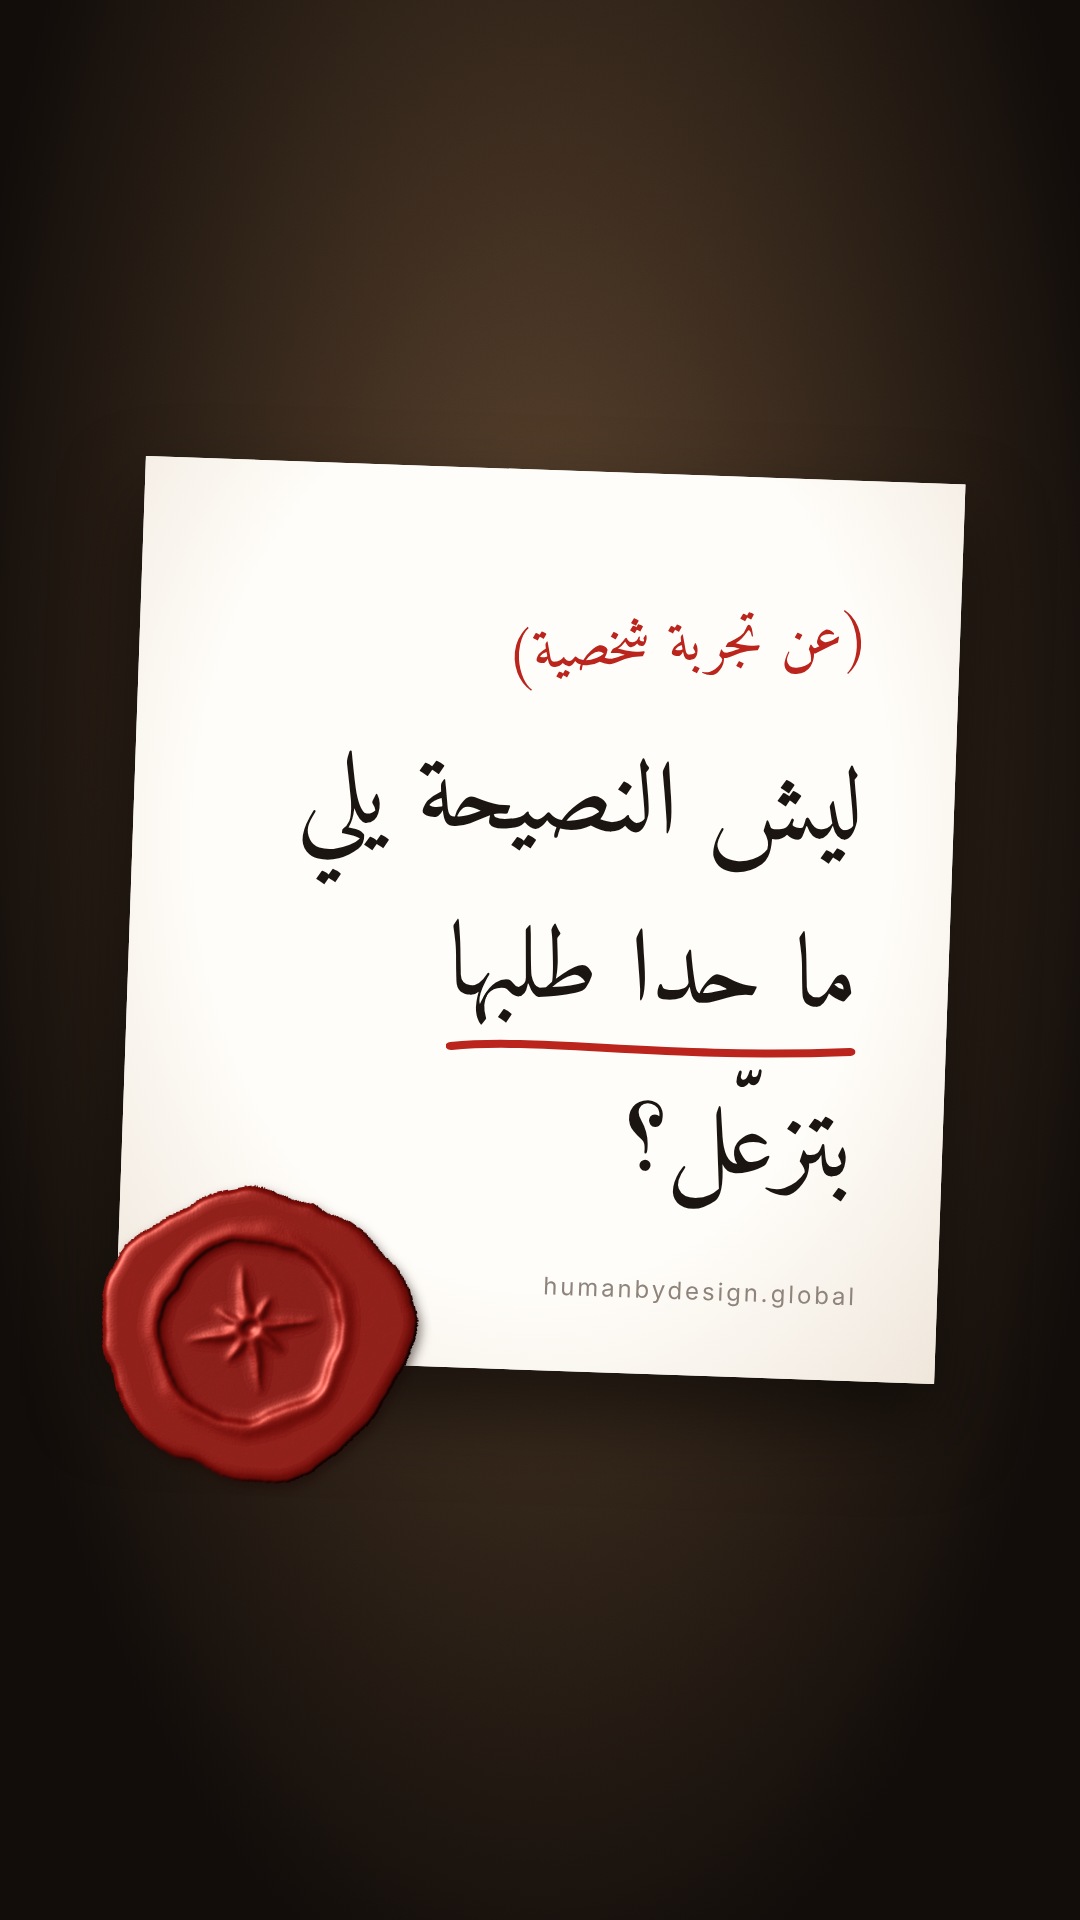 (عن تجربة شخصية)
ليش النصيحة يلي
ما حدا طلبها
بتزعّل؟
humanbydesign.global